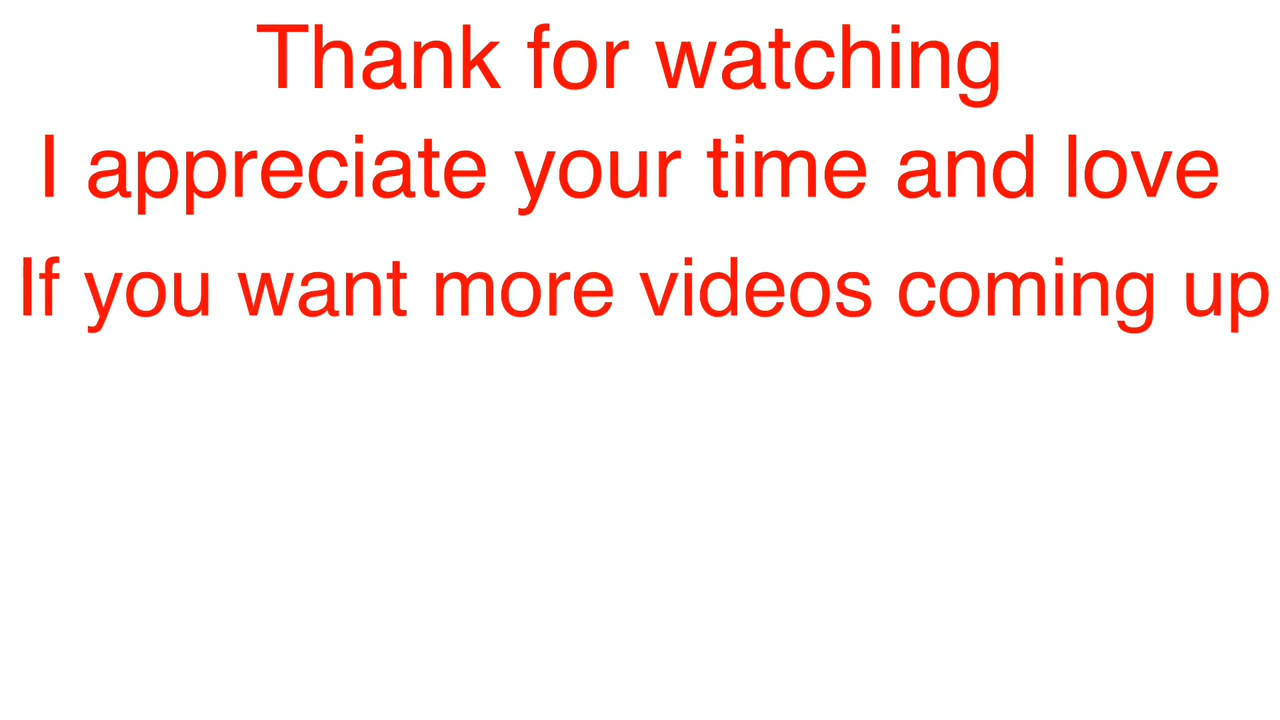 Thank for watching
I appreciate your time and love
If you want more videos coming up